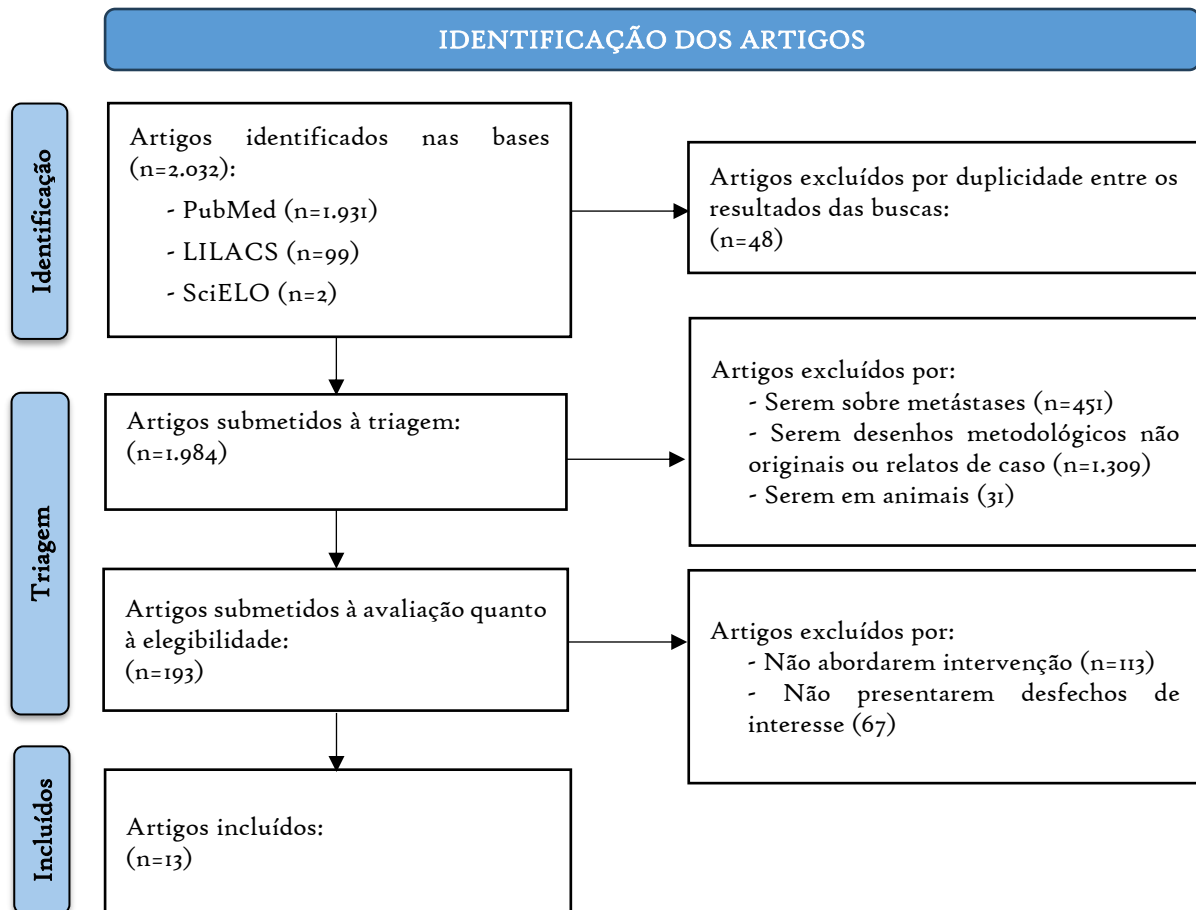 IDENTIFICAÇÃO DOS ARTIGOS
Identificação
Artigos identificados nas bases
(n=2.032):
- PubMed (n=1.931)
- LILACS (n=99)
- SciELO (n=2)
Artigos excluídos por duplicidade entre os
resultados das buscas:
(n=48)
Triagem
Artigos submetidos à triagem:
(n=1.984)
Artigos excluídos por:
- Serem sobre metástases (n=451)
- Serem desenhos metodológicos não
originais ou relatos de caso (n=1.309)
- Serem em animais (31)
Artigos submetidos à avaliação quanto
à elegibilidade:
(n=193)
Artigos excluídos por:
- Não abordarem intervenção (n=113)
- Não presentarem desfechos de
interesse (67)
Incluídos
Artigos incluídos:
(n=13)